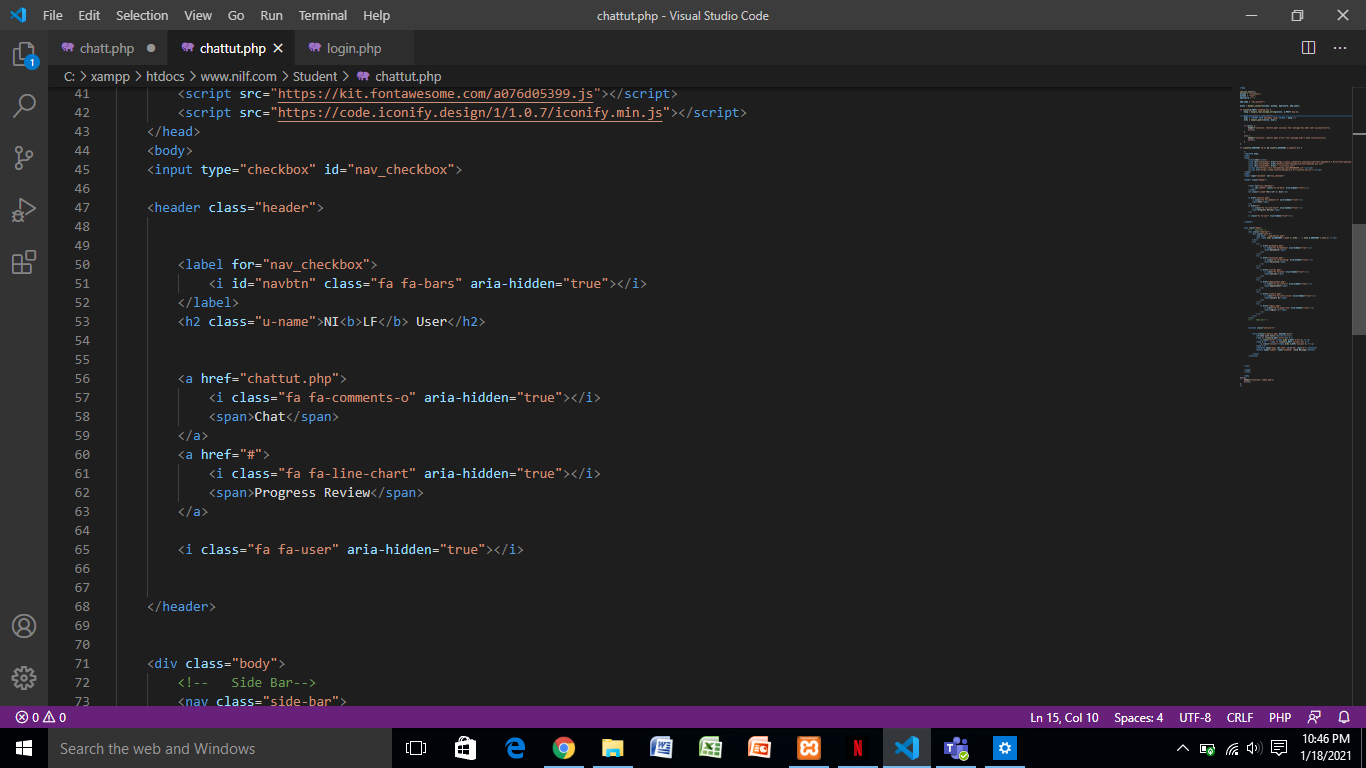 File Edit Selection View Go Run Terminal Help chattut.php - Visual Studio Code
chatt.php chattut.php login.php
C: > xampp > htdocs > www.nilf.com > Student > chattut.php
41 <script src="https://kit.fontawesome.com/a076d05399.js"></script>
42 <script src="https://code.iconify.design/1/1.0.7/iconify.min.js"></script>
43 </head>
44 <body>
45 <input type="checkbox" id="nav_checkbox">
46
47 <header class="header">
48
49
50 <label for="nav_checkbox">
51 <i id="navbtn" class="fa fa-bars" aria-hidden="true"></i>
52 </label>
53 <h2 class="u-name">NI<b>LF</b> User</h2>
54
55
56 <a href="chattut.php">
57 <i class="fa fa-comments-o" aria-hidden="true"></i>
58 <span>Chat</span>
59 </a>
60 <a href="#">
61 <i class="fa fa-line-chart" aria-hidden="true"></i>
62 <span>Progress Review</span>
63 </a>
64
65 <i class="fa fa-user" aria-hidden="true"></i>
66
67
68 </header>
69
70
71 <div class="body">
72 <!-- Side Bar-->
73 <nav class="side-bar">
1
0 0 Ln 15, Col 10 Spaces: 4 UTF-8 CRLF PHP
Search the web and Windows
10:46 PM
1/18/2021